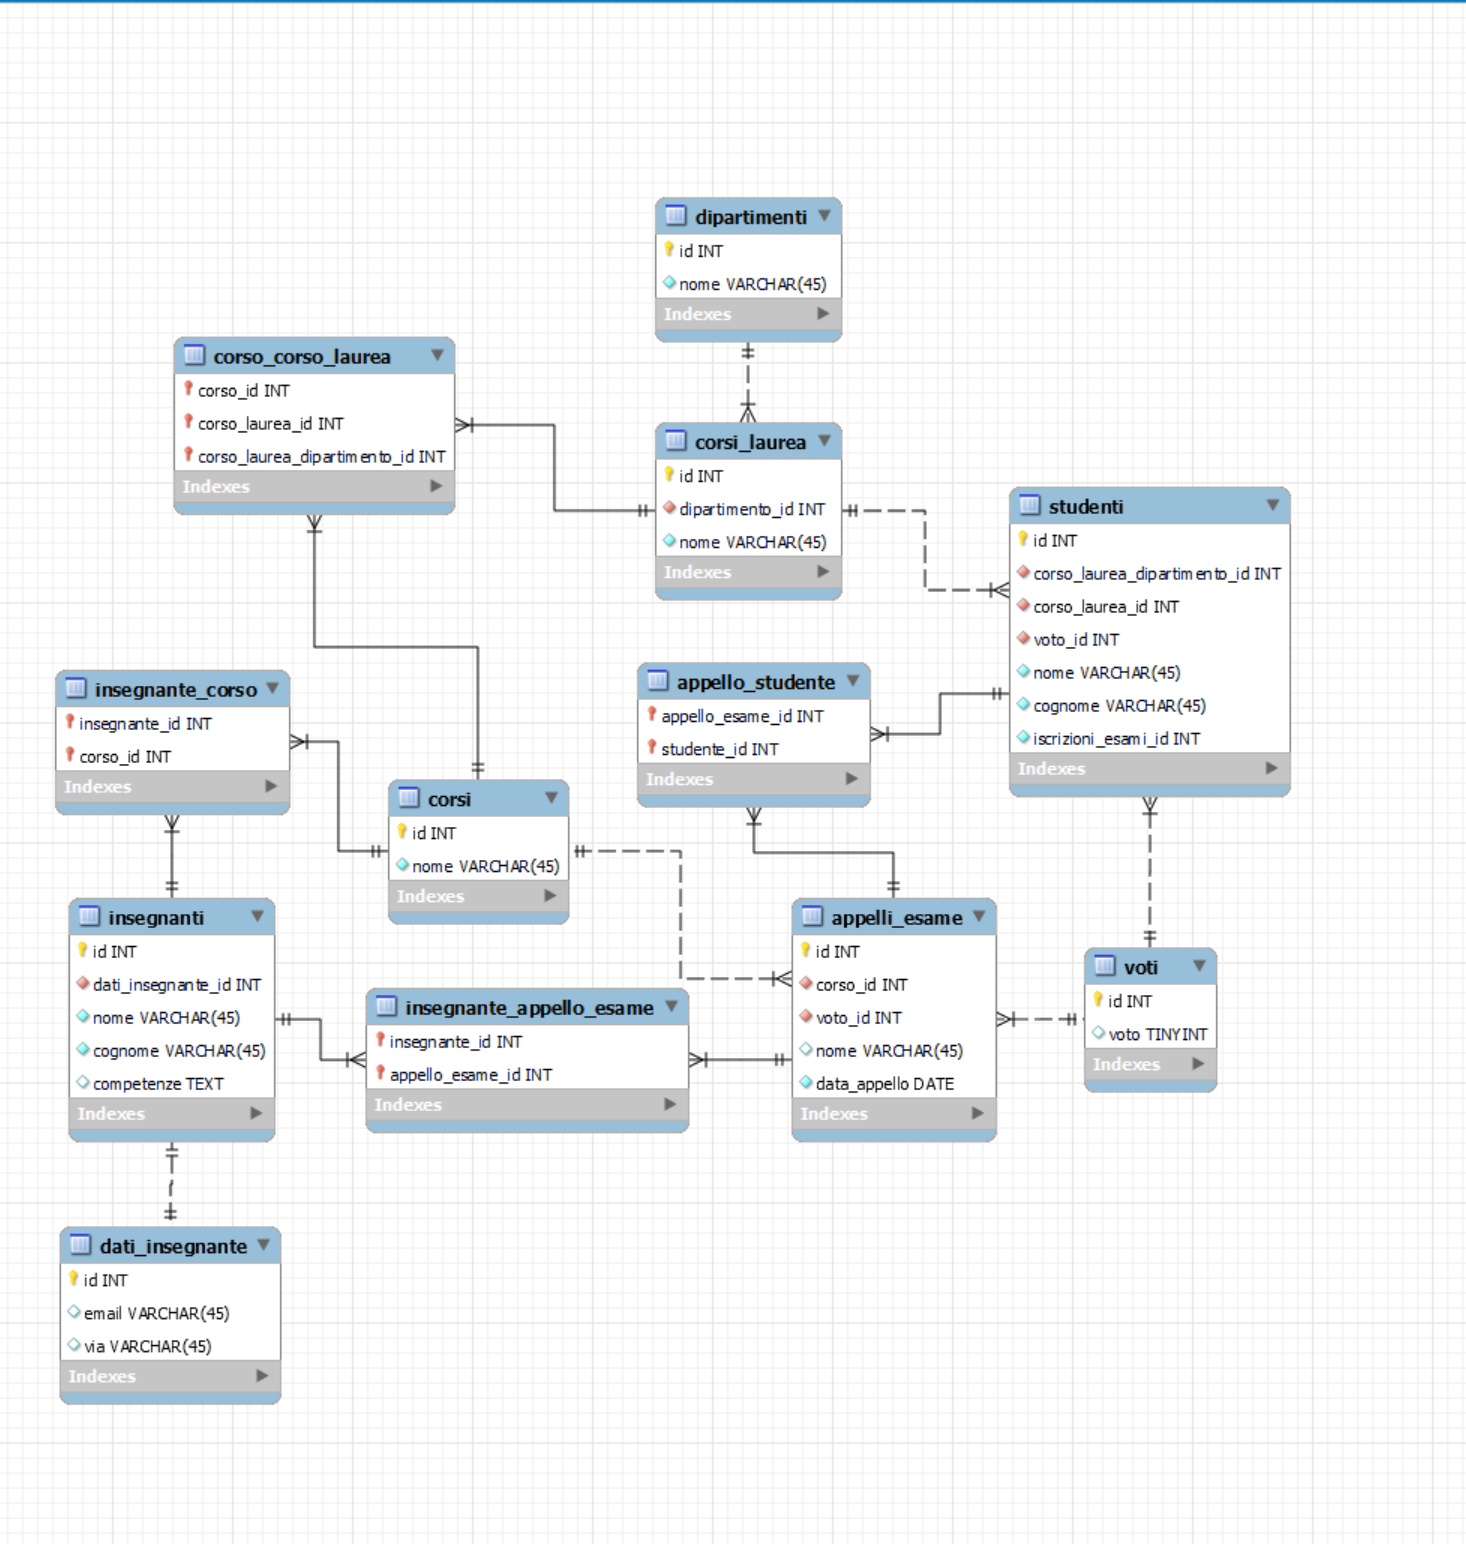 dipartimenti
id INT
nome VARCHAR(45)
Indexes
corso_corso_laurea
corso_id INT
corso_laurea_id INT
corso_laurea_dipartimento_id INT
Indexes
corsi_laurea
id INT
dipartimento_id INT
nome VARCHAR(45)
Indexes
studenti
id INT
corso_laurea_dipartimento_id INT
corso_laurea_id INT
voto_id INT
nome VARCHAR(45)
cognome VARCHAR(45)
iscrizioni_esami_id INT
Indexes
insegnante_corso
insegnante_id INT
corso_id INT
Indexes
appello_studente
appello_esame_id INT
studente_id INT
Indexes
corsi
id INT
nome VARCHAR(45)
Indexes
insegnanti
id INT
dati_insegnante_id INT
nome VARCHAR(45)
cognome VARCHAR(45)
competenze TEXT
Indexes
insegnante_appello_esame
insegnante_id INT
appello_esame_id INT
Indexes
appelli_esame
id INT
corso_id INT
voto_id INT
nome VARCHAR(45)
data_appello DATE
Indexes
voti
id INT
voto TINYINT
Indexes
dati_insegnante
id INT
email VARCHAR(45)
via VARCHAR(45)
Indexes